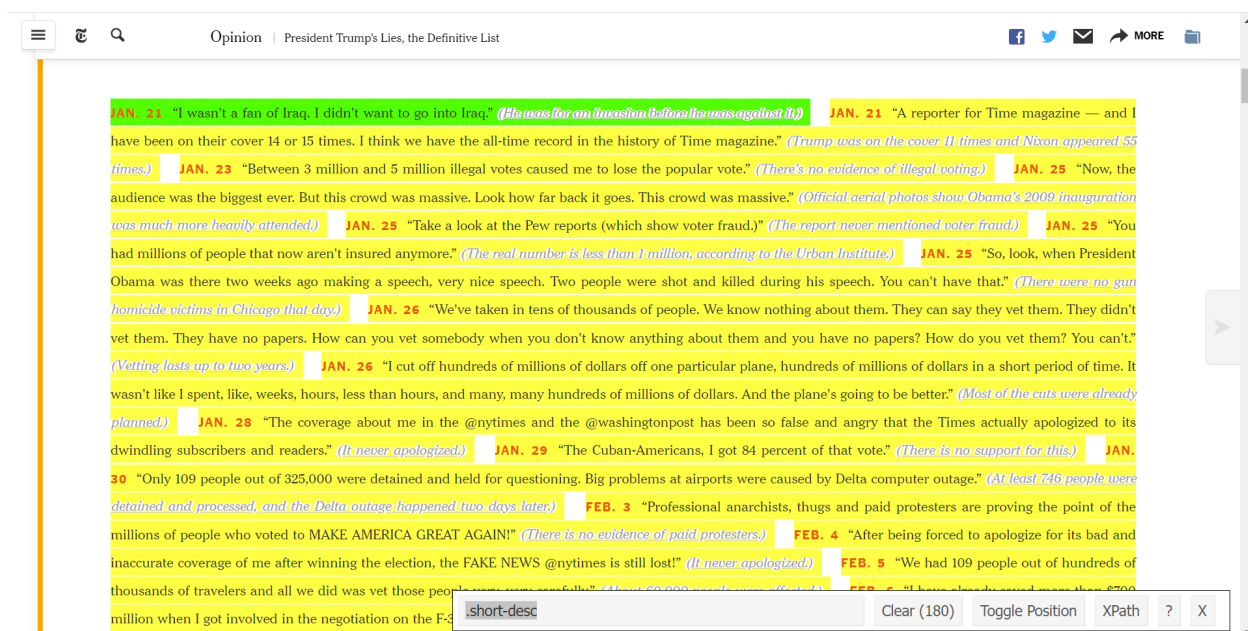 Opinion | President Trump's Lies, the Definitive List MORE
JAN. 21 “I wasn't a fan of Iraq. I didn't want to go into Iraq.” (He was for an invasion before he was against it.) JAN. 21 “A reporter for Time magazine — and I
have been on their cover 14 or 15 times. I think we have the all-time record in the history of Time magazine.” (Trump was on the cover 11 times and Nixon appeared 55
times.) JAN. 23 “Between 3 million and 5 million illegal votes caused me to lose the popular vote.” (There's no evidence of illegal voting.) JAN. 25 “Now, the
audience was the biggest ever. But this crowd was massive. Look how far back it goes. This crowd was massive.” (Official aerial photos show Obama's 2009 inauguration
was much more heavily attended.) JAN. 25 “Take a look at the Pew reports (which show voter fraud.)” (The report never mentioned voter fraud.) JAN. 25 “You
had millions of people that now aren't insured anymore.” (The real number is less than 1 million, according to the Urban Institute.) JAN. 25 “So, look, when President
Obama was there two weeks ago making a speech, very nice speech. Two people were shot and killed during his speech. You can't have that.” (There were no gun
homicide victims in Chicago that day.) JAN. 26 “We've taken in tens of thousands of people. We know nothing about them. They can say they vet them. They didn't
vet them. They have no papers. How can you vet somebody when you don't know anything about them and you have no papers? How do you vet them? You can't.”
(Vetting lasts up to two years.) JAN. 26 “I cut off hundreds of millions of dollars off one particular plane, hundreds of millions of dollars in a short period of time. It
wasn't like I spent, like, weeks, hours, less than hours, and many, many hundreds of millions of dollars. And the plane's going to be better.” (Most of the cuts were already
planned.) JAN. 28 “The coverage about me in the @nytimes and the @washingtonpost has been so false and angry that the Times actually apologized to its
dwindling subscribers and readers.” (It never apologized.) JAN. 29 “The Cuban-Americans, I got 84 percent of that vote.” (There is no support for this.) JAN.
30 “Only 109 people out of 325,000 were detained and held for questioning. Big problems at airports were caused by Delta computer outage.” (At least 746 people were
detained and processed, and the Delta outage happened two days later.) FEB. 3 “Professional anarchists, thugs and paid protesters are proving the point of the
millions of people who voted to MAKE AMERICA GREAT AGAIN!” (There is no evidence of paid protesters.) FEB. 4 “After being forced to apologize for its bad and
inaccurate coverage of me after winning the election, the FAKE NEWS @nytimes is still lost!” (It never apologized.) FEB. 5 “We had 109 people out of hundreds of
thousands of travelers and all we did was vet those
million when I got involved in the negotiation on the
.short-desc Clear (180) Toggle Position XPath ? X